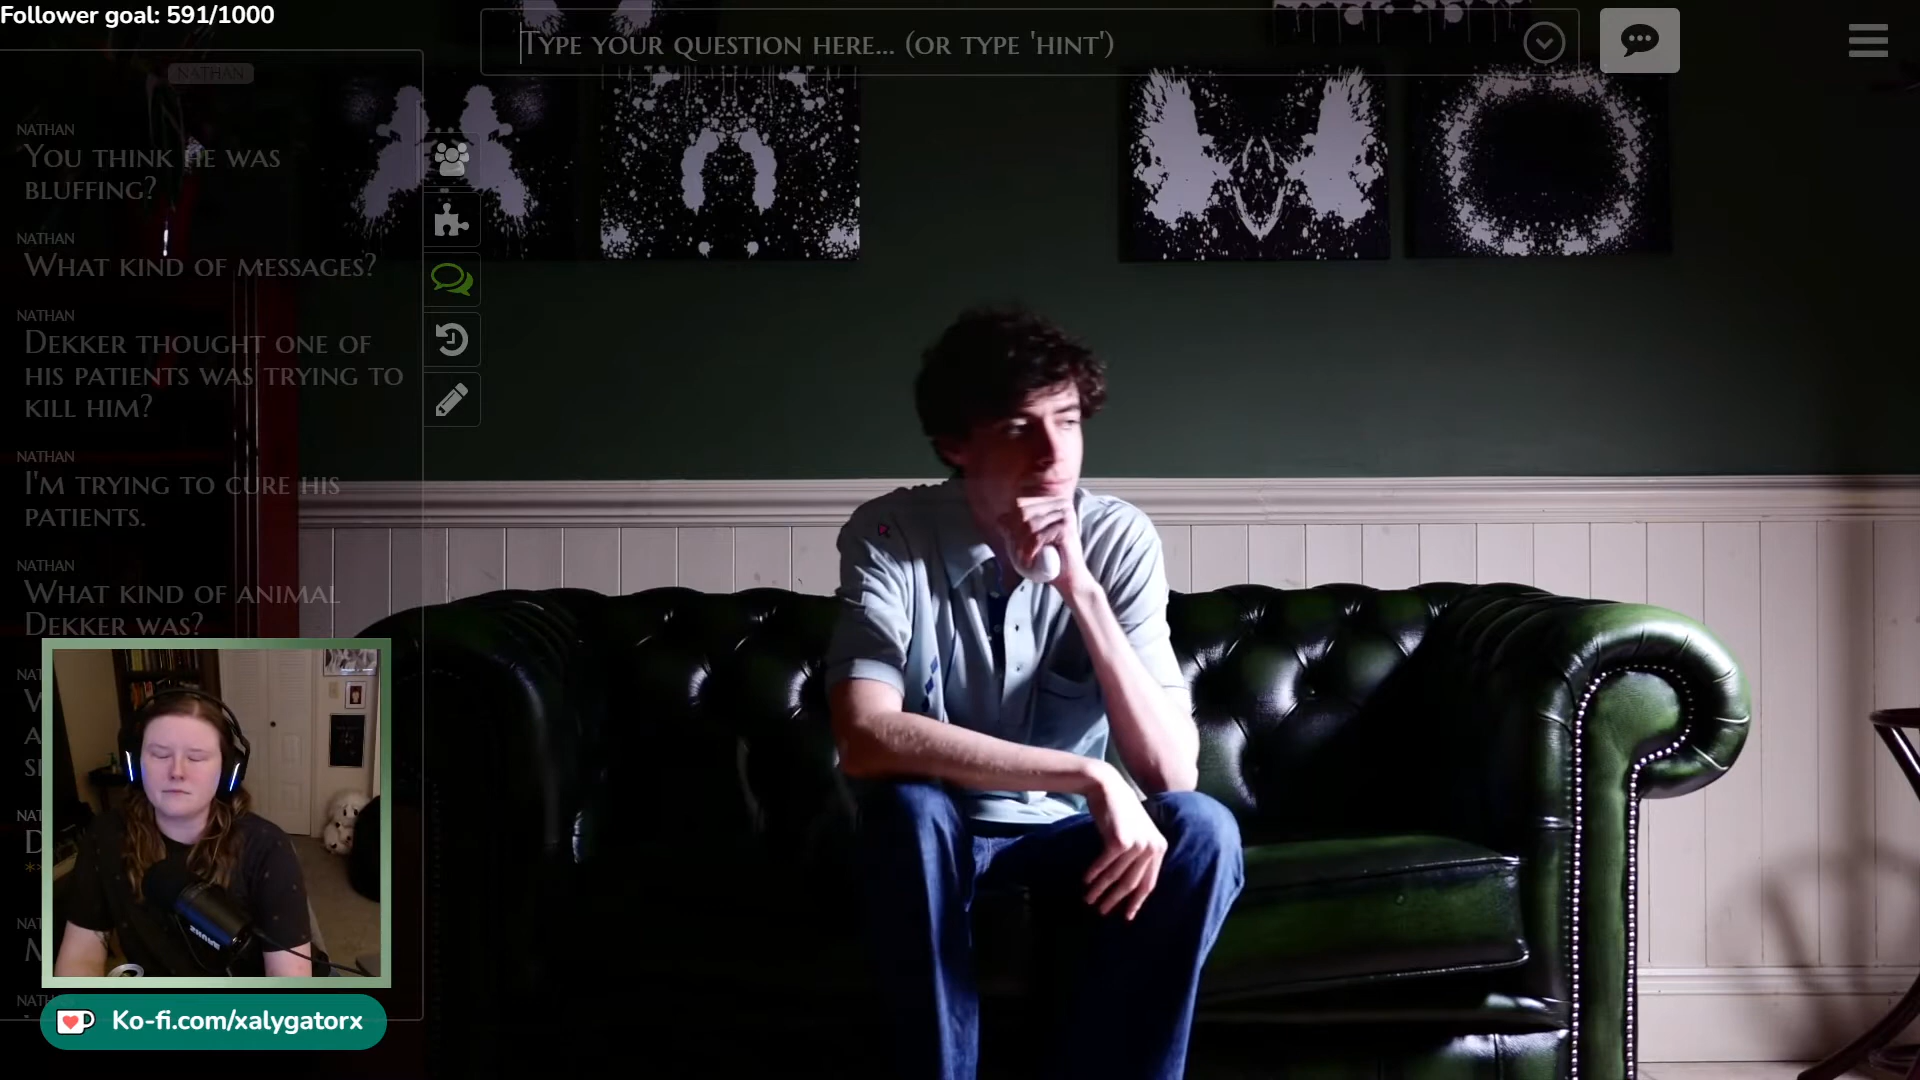 Follower goal: 591/1000
Type your question here... (or type 'hint')
NATHAN
NATHAN
You think he was
bluffing?
NATHAN
What kind of messages?
NATHAN
Dekker thought one of
his patients was trying to
kill him?
NATHAN
I'm trying to cure his
patients.
NATHAN
What kind of animal
Dekker was?
Ko-fi.com/xalygatorx